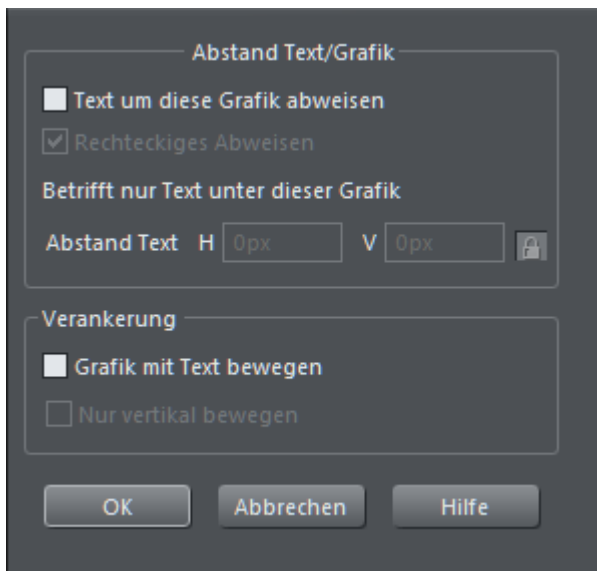 Abstand Text/Grafik
Text um diese Grafik abweisen
Rechteckiges Abweisen
Betrifft nur Text unter dieser Grafik
Abstand Text H 0px V 0px
Verankerung
Grafik mit Text bewegen
Nur vertikal bewegen
OK Abbrechen Hilfe